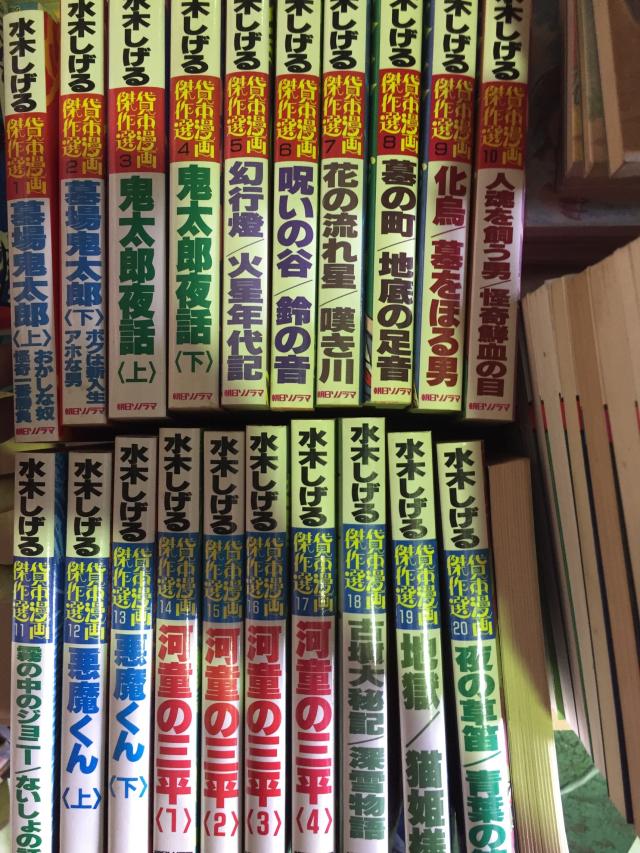 水木しげる 貸本漫画傑作選 1 墓場鬼太郎〈上〉 おかしな奴 怪奇一番勝負 朝日ソノラマ
水木しげる 貸本漫画傑作選 2 墓場鬼太郎〈下〉 ボクは新人生 アホな男 朝日ソノラマ
水木しげる 貸本漫画傑作選 3 鬼太郎夜話〈上〉 朝日ソノラマ
水木しげる 貸本漫画傑作選 4 鬼太郎夜話〈下〉 朝日ソノラマ
水木しげる 貸本漫画傑作選 5 幻行燈/火星年代記 朝日ソノラマ
水木しげる 貸本漫画傑作選 6 呪いの谷/鈴の音 朝日ソノラマ
水木しげる 貸本漫画傑作選 7 花の流れ星/嘆き川 朝日ソノラマ
水木しげる 貸本漫画傑作選 8 墓の町/地底の足音 朝日ソノラマ
水木しげる 貸本漫画傑作選 9 化烏/墓をほる男 朝日ソノラマ
水木しげる 貸本漫画傑作選 10 人魂を飼う男/怪奇鮮血の目 朝日ソノラマ
水木しげる 貸本漫画傑作選 11 霧の中のジョニー/ないしょの
水木しげる 貸本漫画傑作選 12 悪魔くん〈上〉
水木しげる 貸本漫画傑作選 13 悪魔くん〈下〉
水木しげる 貸本漫画傑作選 14 河童の三平〈1〉
水木しげる 貸本漫画傑作選 15 河童の三平〈2〉
水木しげる 貸本漫画傑作選 16 河童の三平〈3〉
水木しげる 貸本漫画傑作選 17 河童の三平〈4〉
水木しげる 貸本漫画傑作選 18 古墳大秘記/深雪物語
水木しげる 貸本漫画傑作選 19 地獄/猫姫様
水木しげる 貸本漫画傑作選 20 夜の草笛/青葉の